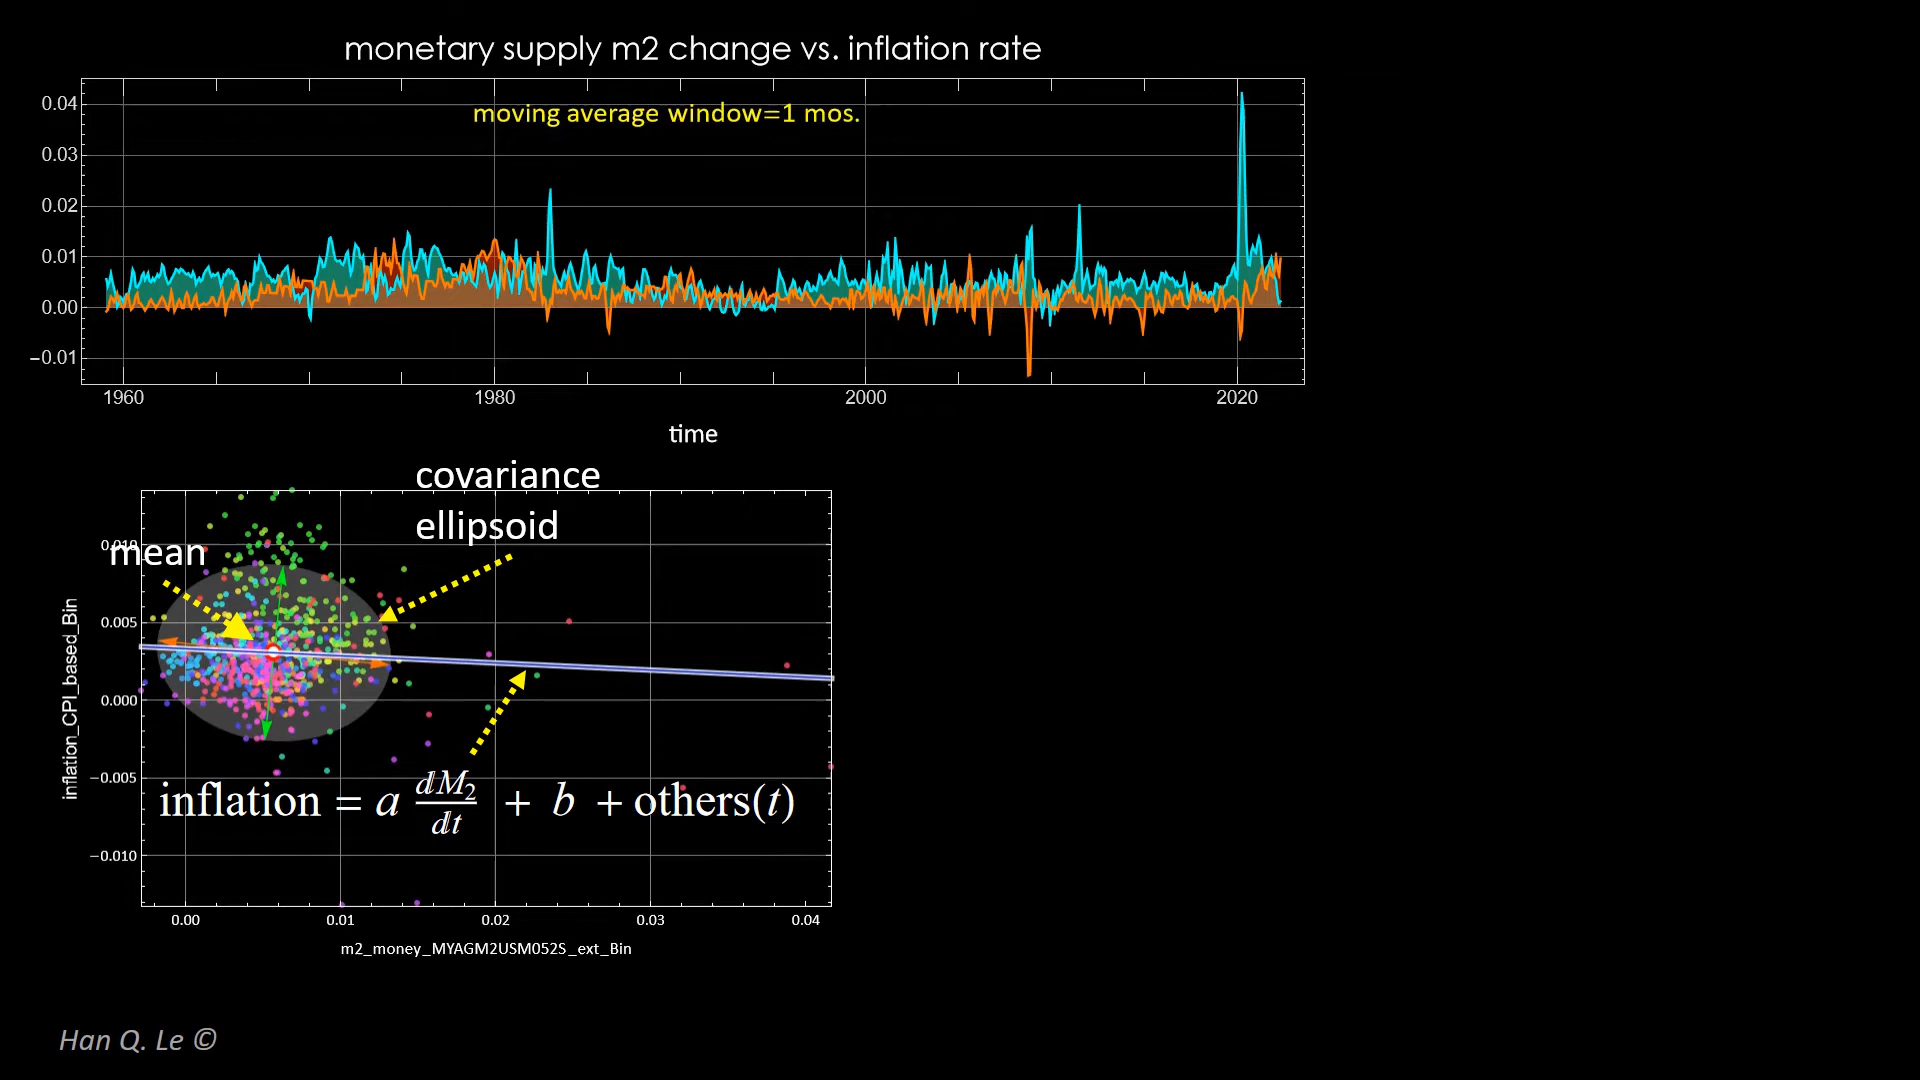 monetary supply m2 change vs. inflation rate
moving average window=1 mos.
0.04
0.03
0.02
0.01
0.00
−0.01
1960 1980 2000 2020
time
covariance
ellipsoid
mean
0.010
0.005
0.000
−0.005
−0.010
inflation_CPI_based_Bin
inflation = a dM₂/dt + b + others(t)
0.00 0.01 0.02 0.03 0.04
m2_money_MYAGM2USM052S_ext_Bin
Han Q. Le ©